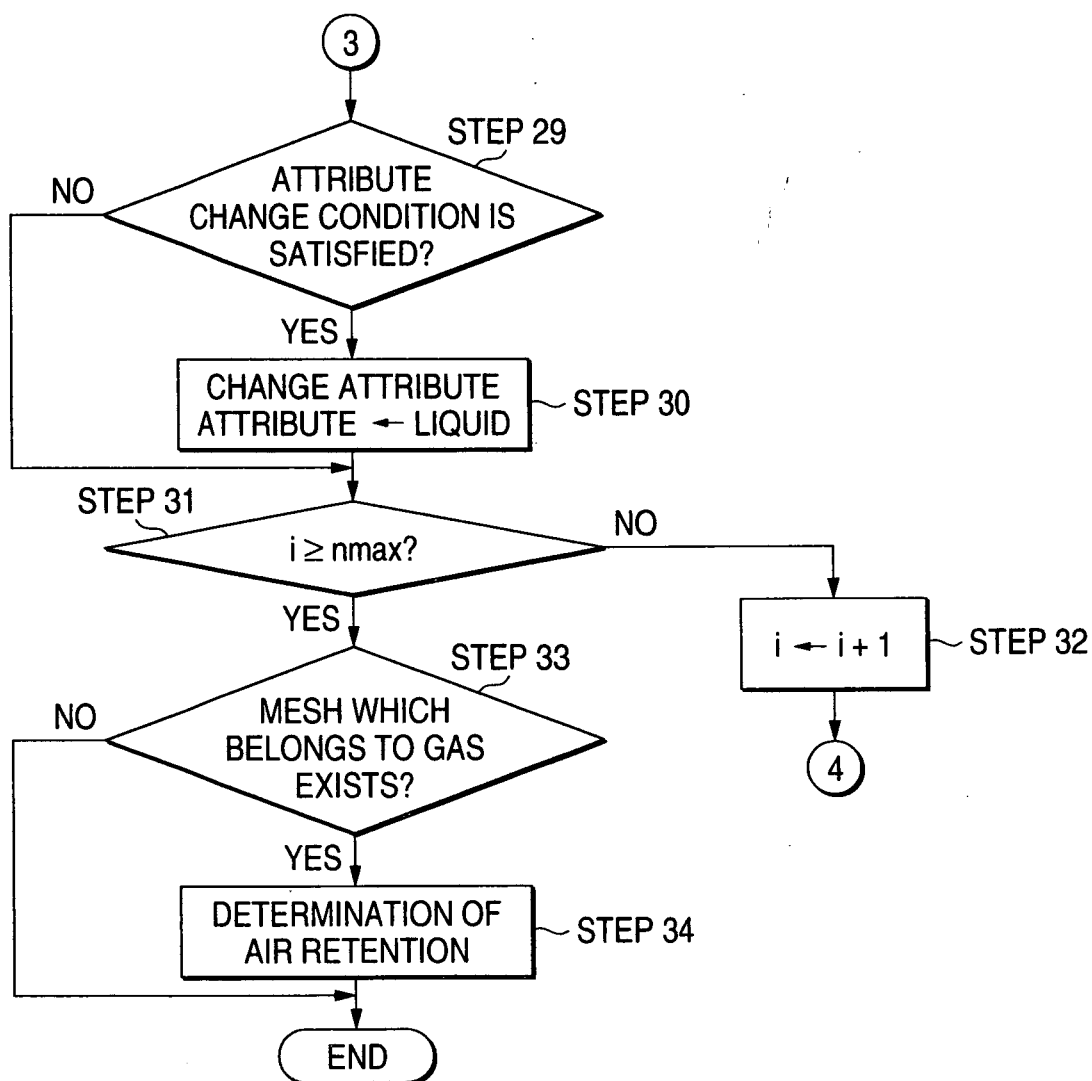 3
STEP 29
ATTRIBUTE
CHANGE CONDITION IS
SATISFIED?
NO
YES
CHANGE ATTRIBUTE
ATTRIBUTE ← LIQUID
STEP 30
STEP 31
i ≥ nmax?
NO
YES
i ← i + 1
STEP 32
4
STEP 33
MESH WHICH
BELONGS TO GAS
EXISTS?
NO
YES
DETERMINATION OF
AIR RETENTION
STEP 34
END